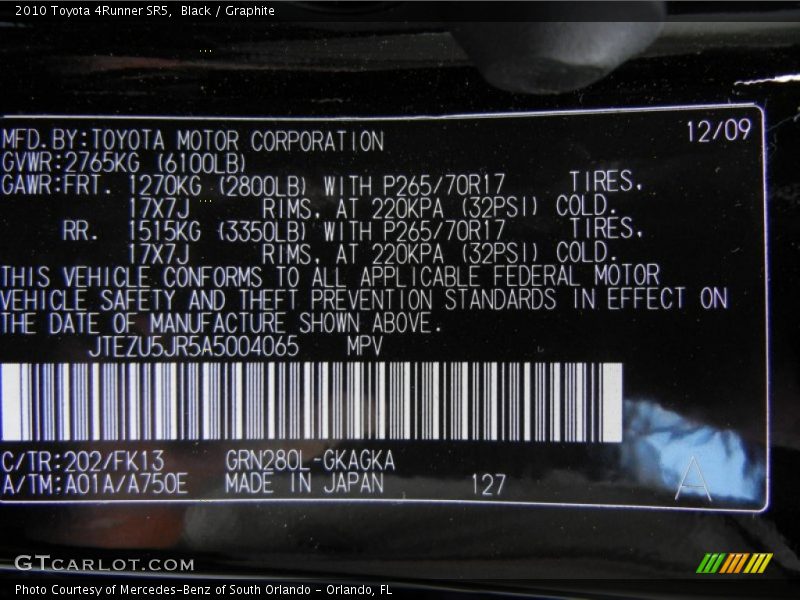 2010 Toyota 4Runner SR5,  Black / Graphite
12/09
MFD.BY:TOYOTA MOTOR CORPORATION
GVWR:2765KG (6100LB)
GAWR:FRT. 1270KG (2800LB) WITH P265/70R17 TIRES,
17X7J RIMS, AT 220KPA (32PSI) COLD.
RR. 1515KG (3350LB) WITH P265/70R17 TIRES,
17X7J RIMS, AT 220KPA (32PSI) COLD.
THIS VEHICLE CONFORMS TO ALL APPLICABLE FEDERAL MOTOR
VEHICLE SAFETY AND THEFT PREVENTION STANDARDS IN EFFECT ON
THE DATE OF MANUFACTURE SHOWN ABOVE.
JTEZU5JR5A5004065 MPV
C/TR:202/FK13 GRN280L-GKAGKA
A/TM:A01A/A750E MADE IN JAPAN 127
A
GTCARLOT.COM
Photo Courtesy of Mercedes-Benz of South Orlando - Orlando, FL